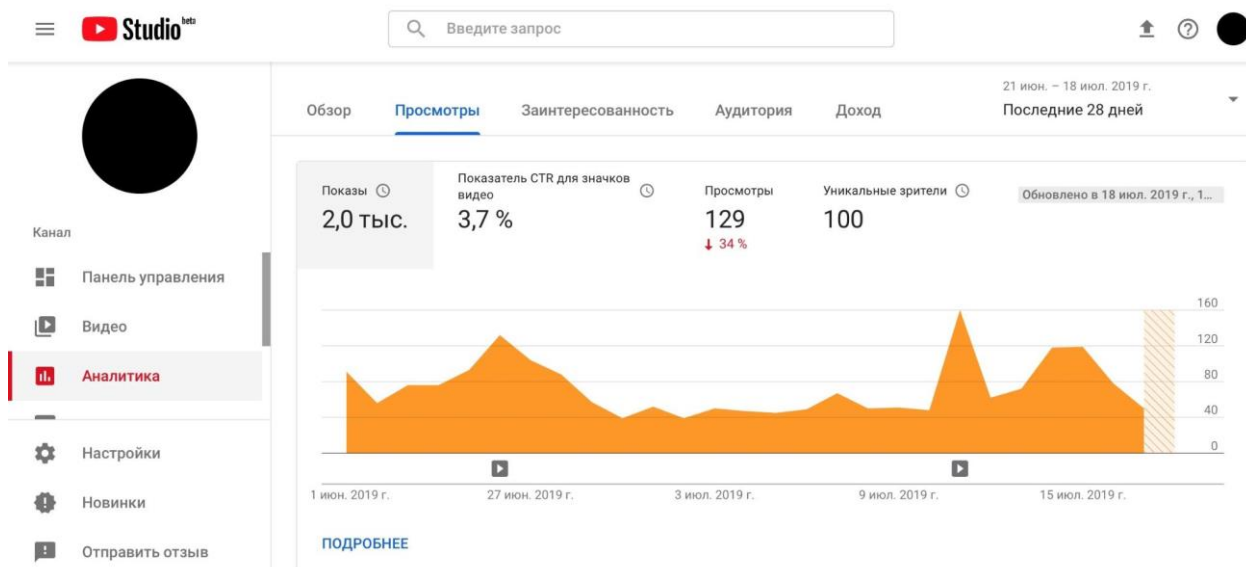 Studio beta
Введите запрос
21 июн. – 18 июл. 2019 г.
Последние 28 дней
Обзор Просмотры Заинтересованность Аудитория Доход
Показы
2,0 тыс.
Показатель CTR для значков
видео
3,7 %
Просмотры
129
↓ 34 %
Уникальные зрители
100
Обновлено в 18 июл. 2019 г., 1...
Канал
Панель управления
Видео
Аналитика
Настройки
Новинки
Отправить отзыв
160
120
80
40
0
1 июн. 2019 г. 27 июн. 2019 г. 3 июл. 2019 г. 9 июл. 2019 г. 15 июл. 2019 г.
ПОДРОБНЕЕ